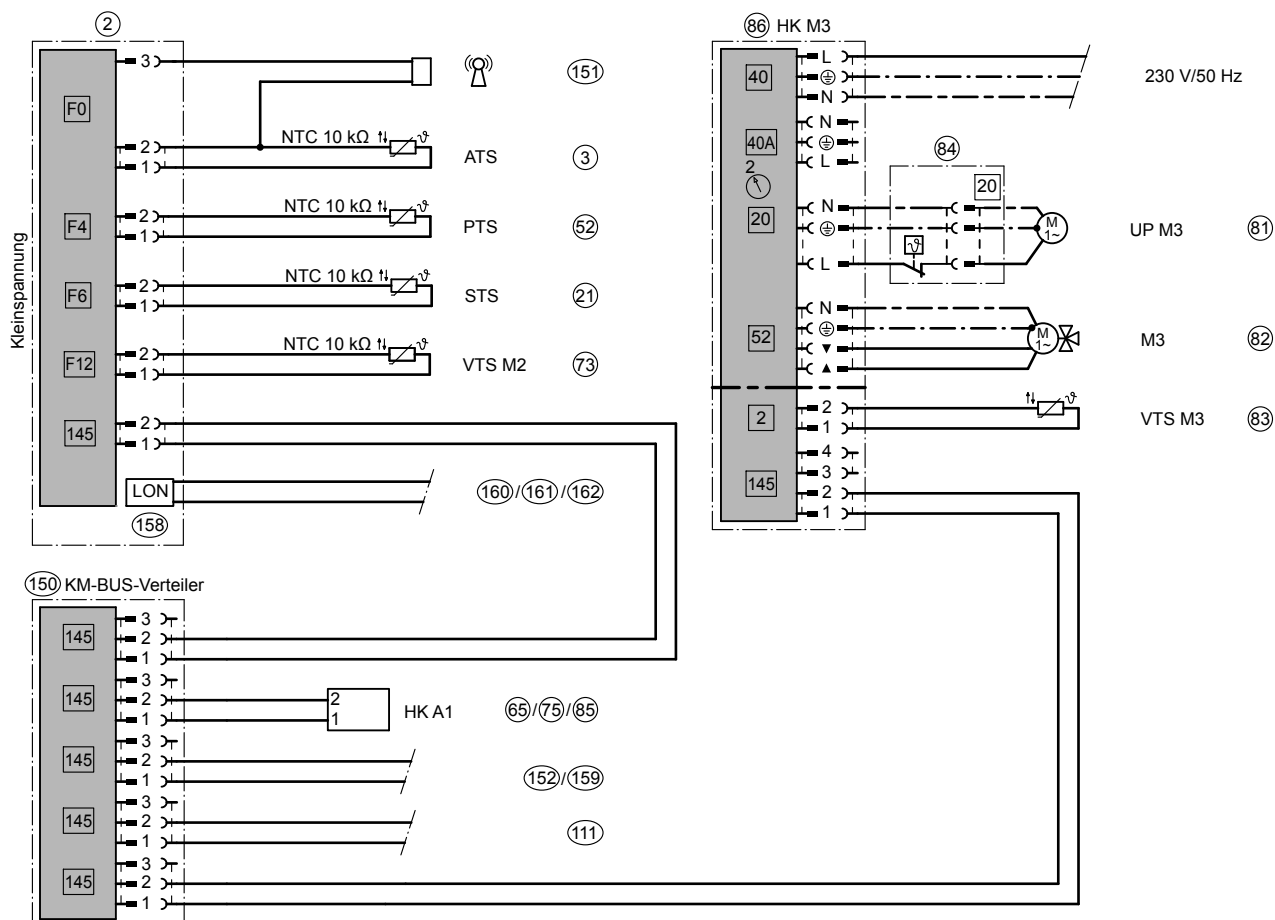 2
Kleinspannung
F0
3
151
2
1
NTC 10 kΩ
ϑ
ATS
3
F4
2
1
NTC 10 kΩ
ϑ
PTS
52
F6
2
1
NTC 10 kΩ
ϑ
STS
21
F12
2
1
NTC 10 kΩ
ϑ
VTS M2
73
145
2
1
LON
160/161/162
158
150 KM-BUS-Verteiler
145
3
2
1
145
3
2
1
2
1
HK A1
65/75/85
145
3
2
1
152/159
145
3
2
1
111
145
3
2
1
86 HK M3
40
L
N
230 V/50 Hz
40A
N
L
2
84
20
20
N
L
ϑ
M
1~
UP M3
81
52
N
▼
▲
M
1~
M3
82
2
2
1
ϑ
VTS M3
83
145
4
3
2
1